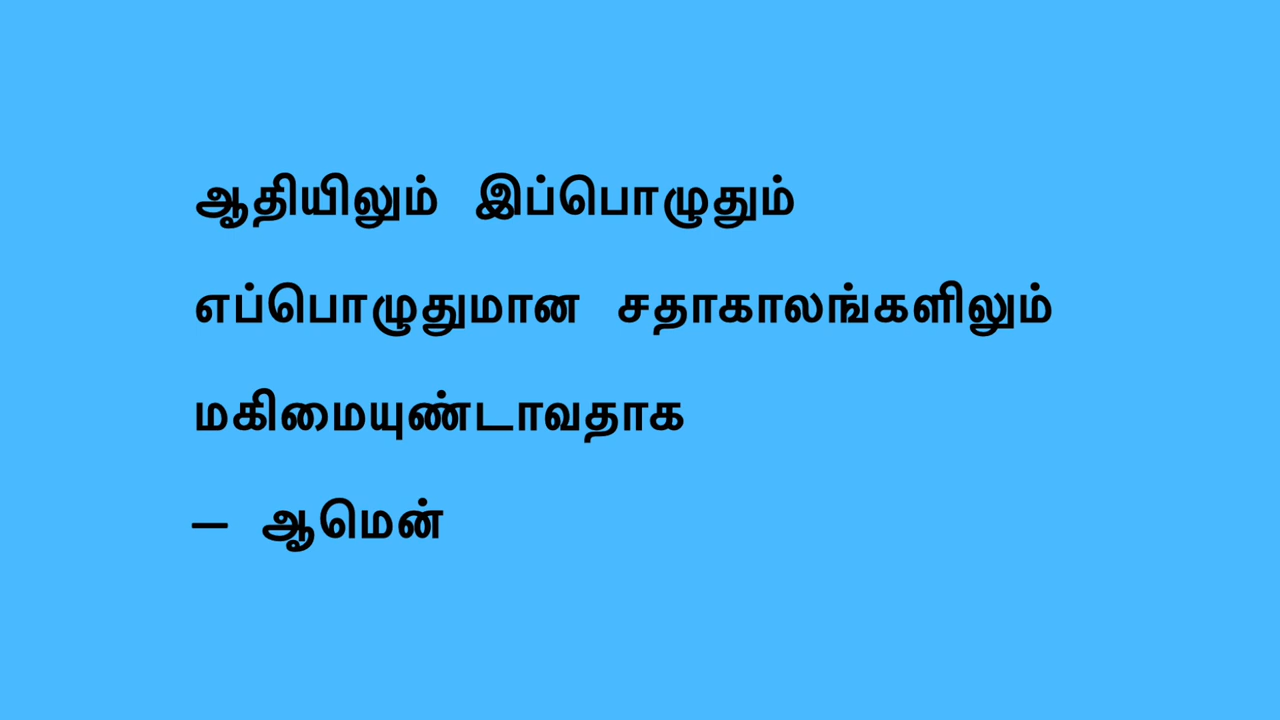 ஆதியிலும் இப்பொழுதும்
எப்பொழுதுமான சதாகாலங்களிலும்
மகிமையுண்டாவதாக
– ஆமென்